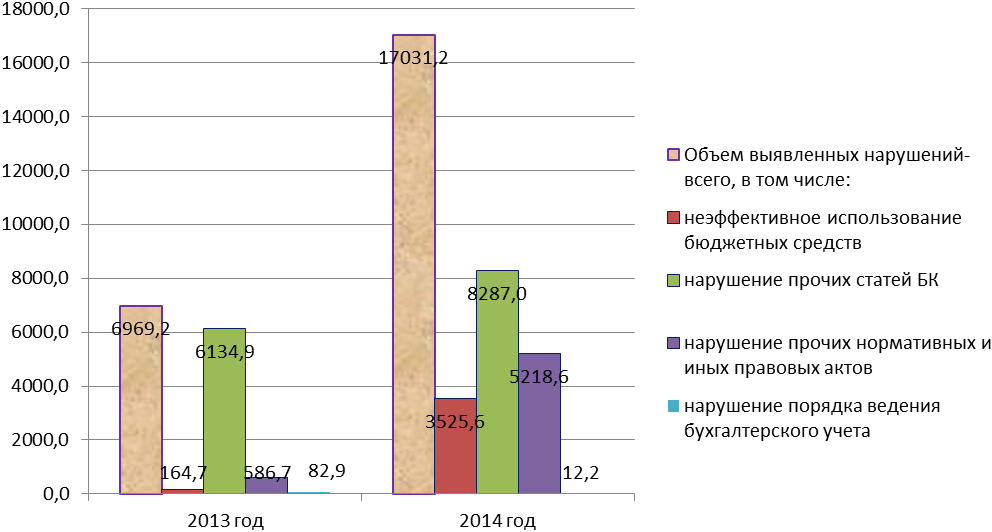 18000,0
16000,0
14000,0
12000,0
10000,0
8000,0
6000,0
4000,0
2000,0
0,0
6969,2
164,7
6134,9
586,7
82,9
17031,2
3525,6
8287,0
5218,6
12,2
2013 год
2014 год
Объем выявленных нарушений-
всего, в том числе:
неэффективное использование
бюджетных средств
нарушение прочих статей БК
нарушение прочих нормативных и
иных правовых актов
нарушение порядка ведения
бухгалтерского учета